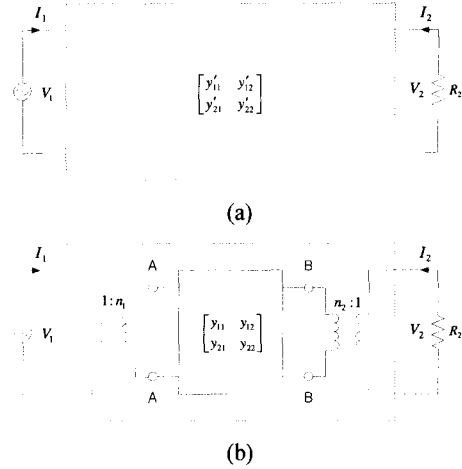 I₁ I₂
V₁ [y′₁₁ y′₁₂ V₂ R₂
y′₂₁ y′₂₂]
(a)
I₁ A B I₂
1:n₁ n₂:1
V₁ [y₁₁ y₁₂ V₂ R₂
y₂₁ y₂₂]
A B
(b)